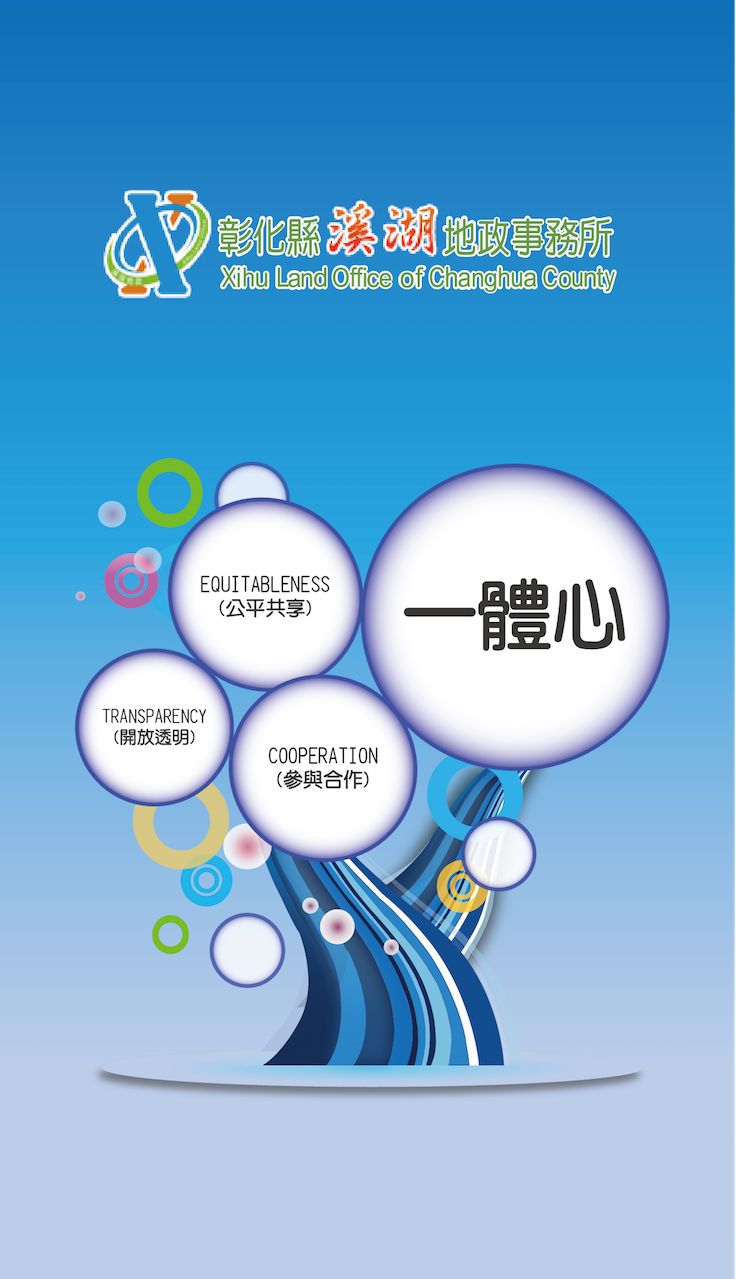 彰化縣溪湖地政事務所
Xihu Land Office of Changhua County
EQUITABLENESS
(公平共享)
一體心
TRANSPARENCY
(開放透明)
COOPERATION
(參與合作)